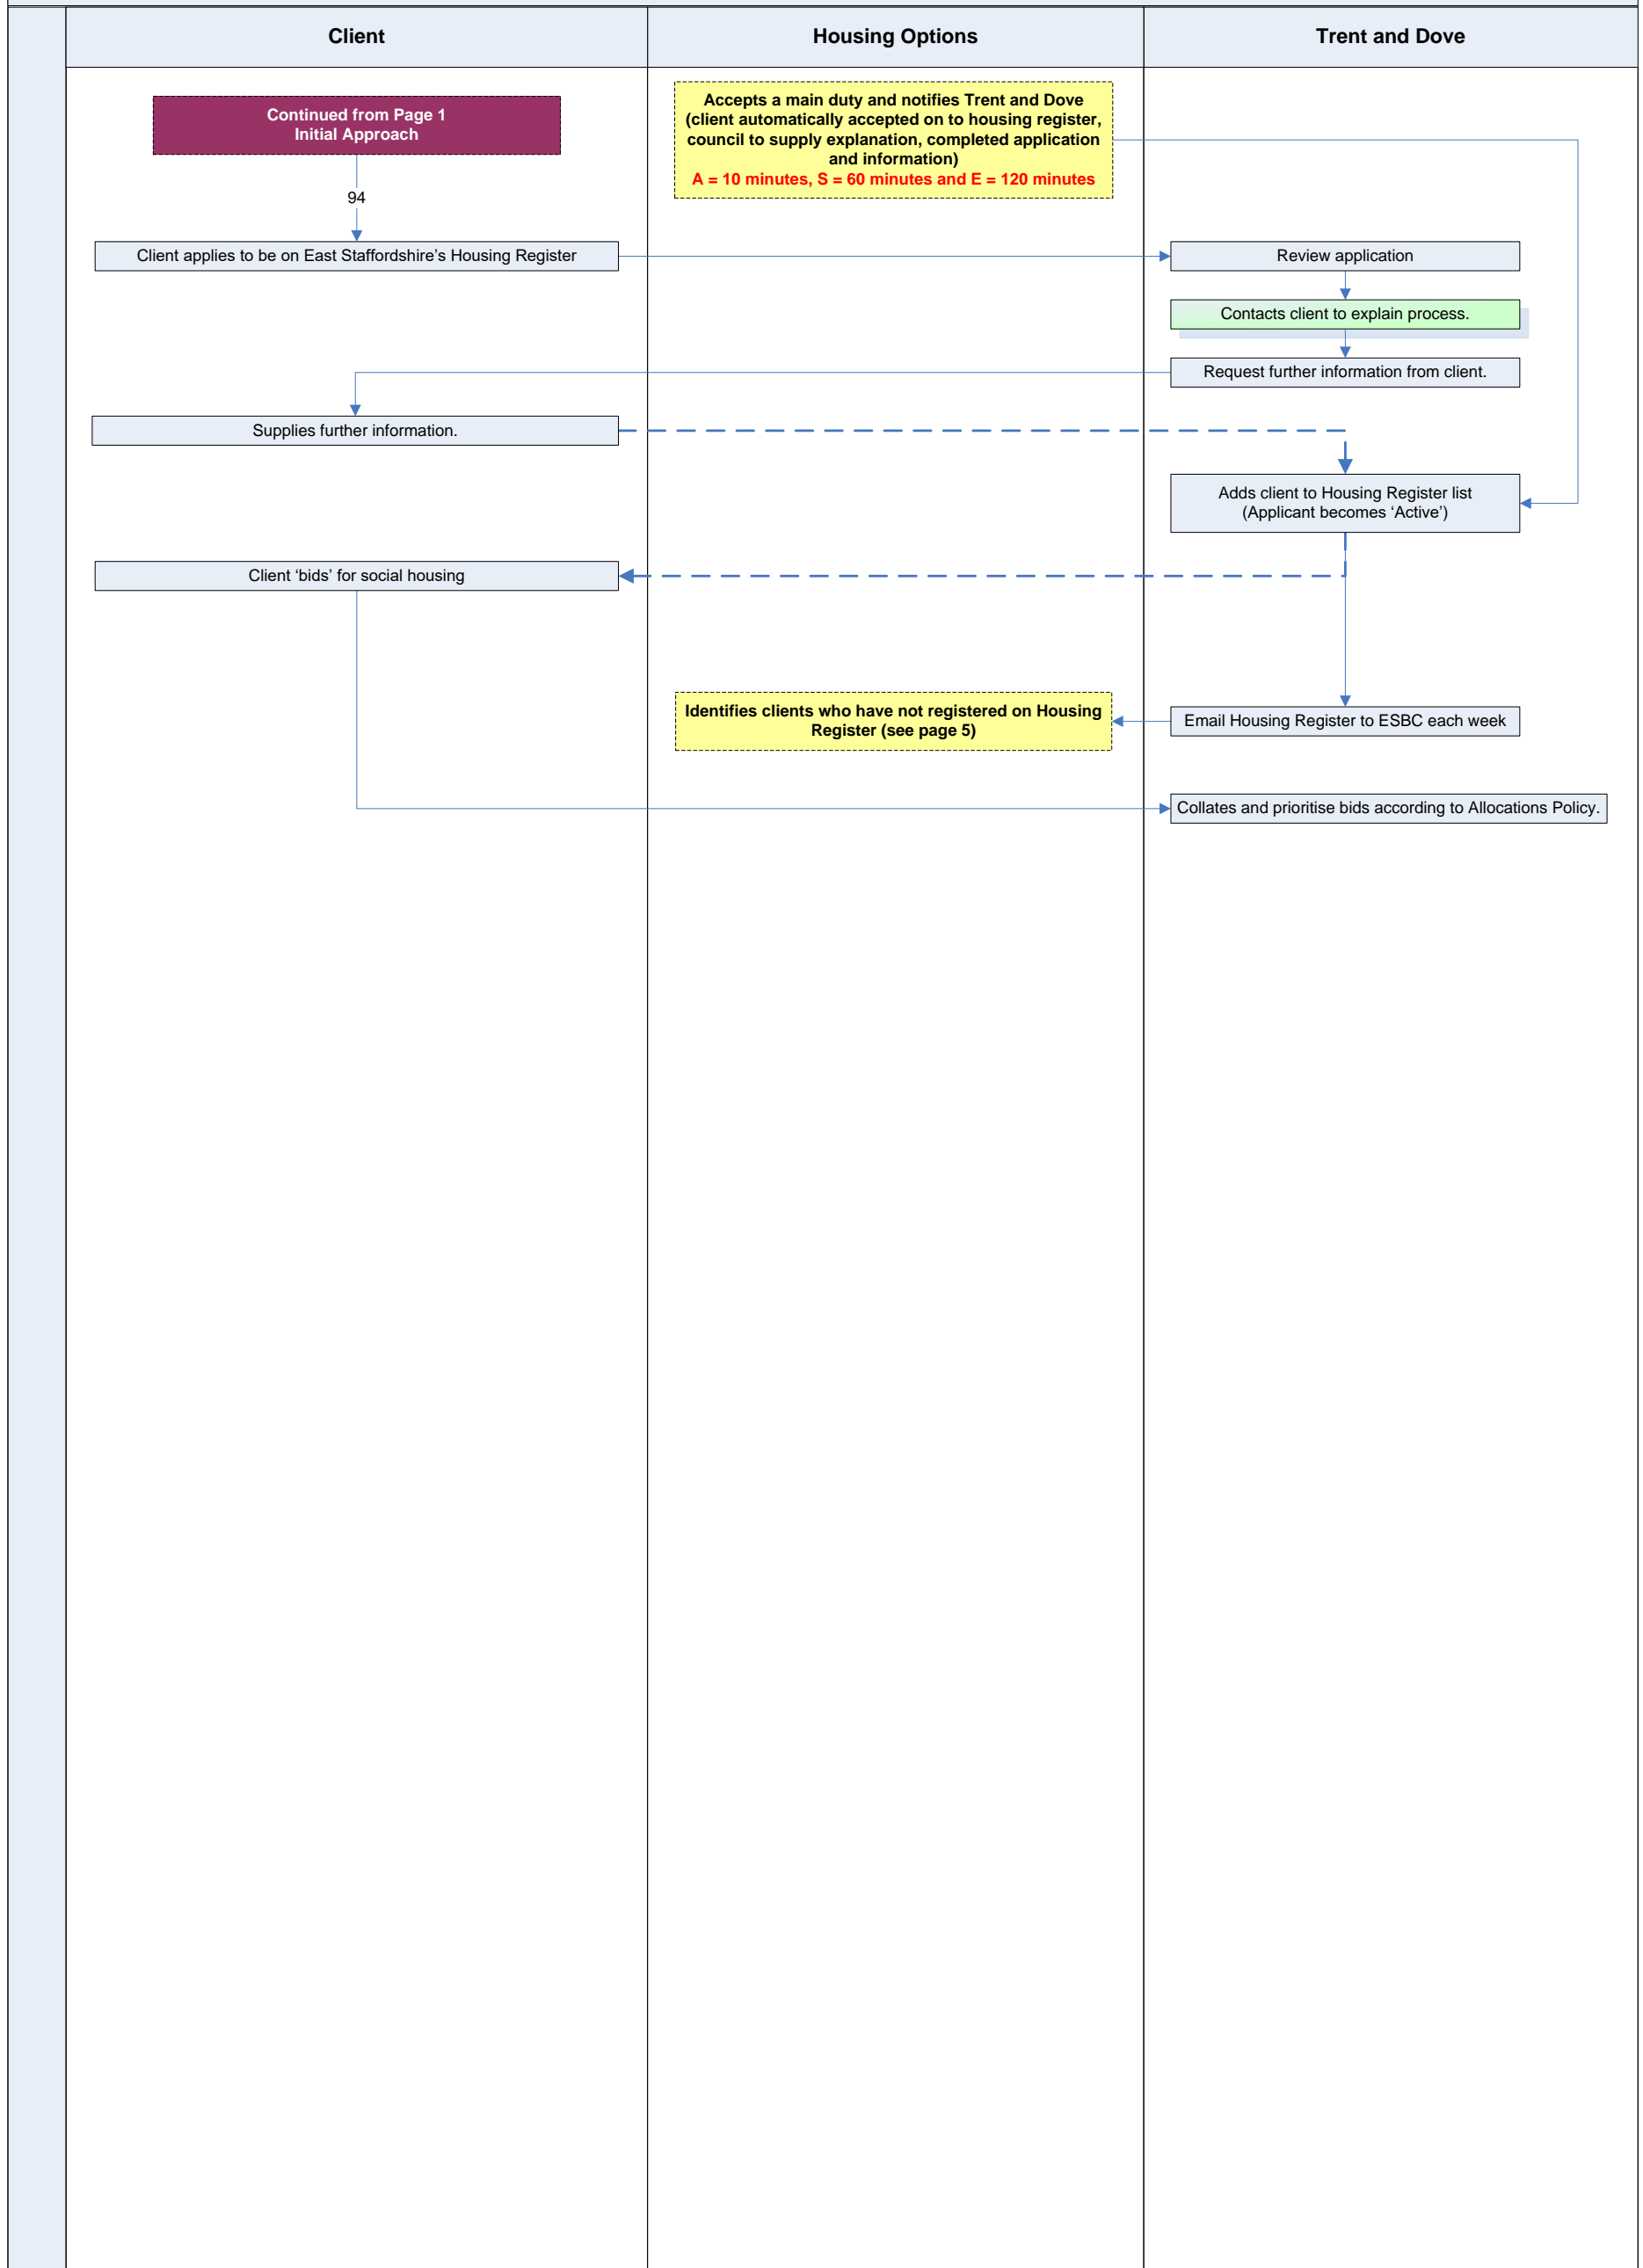 Client
Housing Options
Trent and Dove
Continued from Page 1
Initial Approach
Accepts a main duty and notifies Trent and Dove
(client automatically accepted on to housing register,
council to supply explanation, completed application
and information)
A = 10 minutes, S = 60 minutes and E = 120 minutes
94
Client applies to be on East Staffordshire’s Housing Register
Review application
Contacts client to explain process.
Request further information from client.
Supplies further information.
Adds client to Housing Register list
(Applicant becomes ‘Active’)
Client ‘bids’ for social housing
Identifies clients who have not registered on Housing
Register (see page 5)
Email Housing Register to ESBC each week
Collates and prioritise bids according to Allocations Policy.